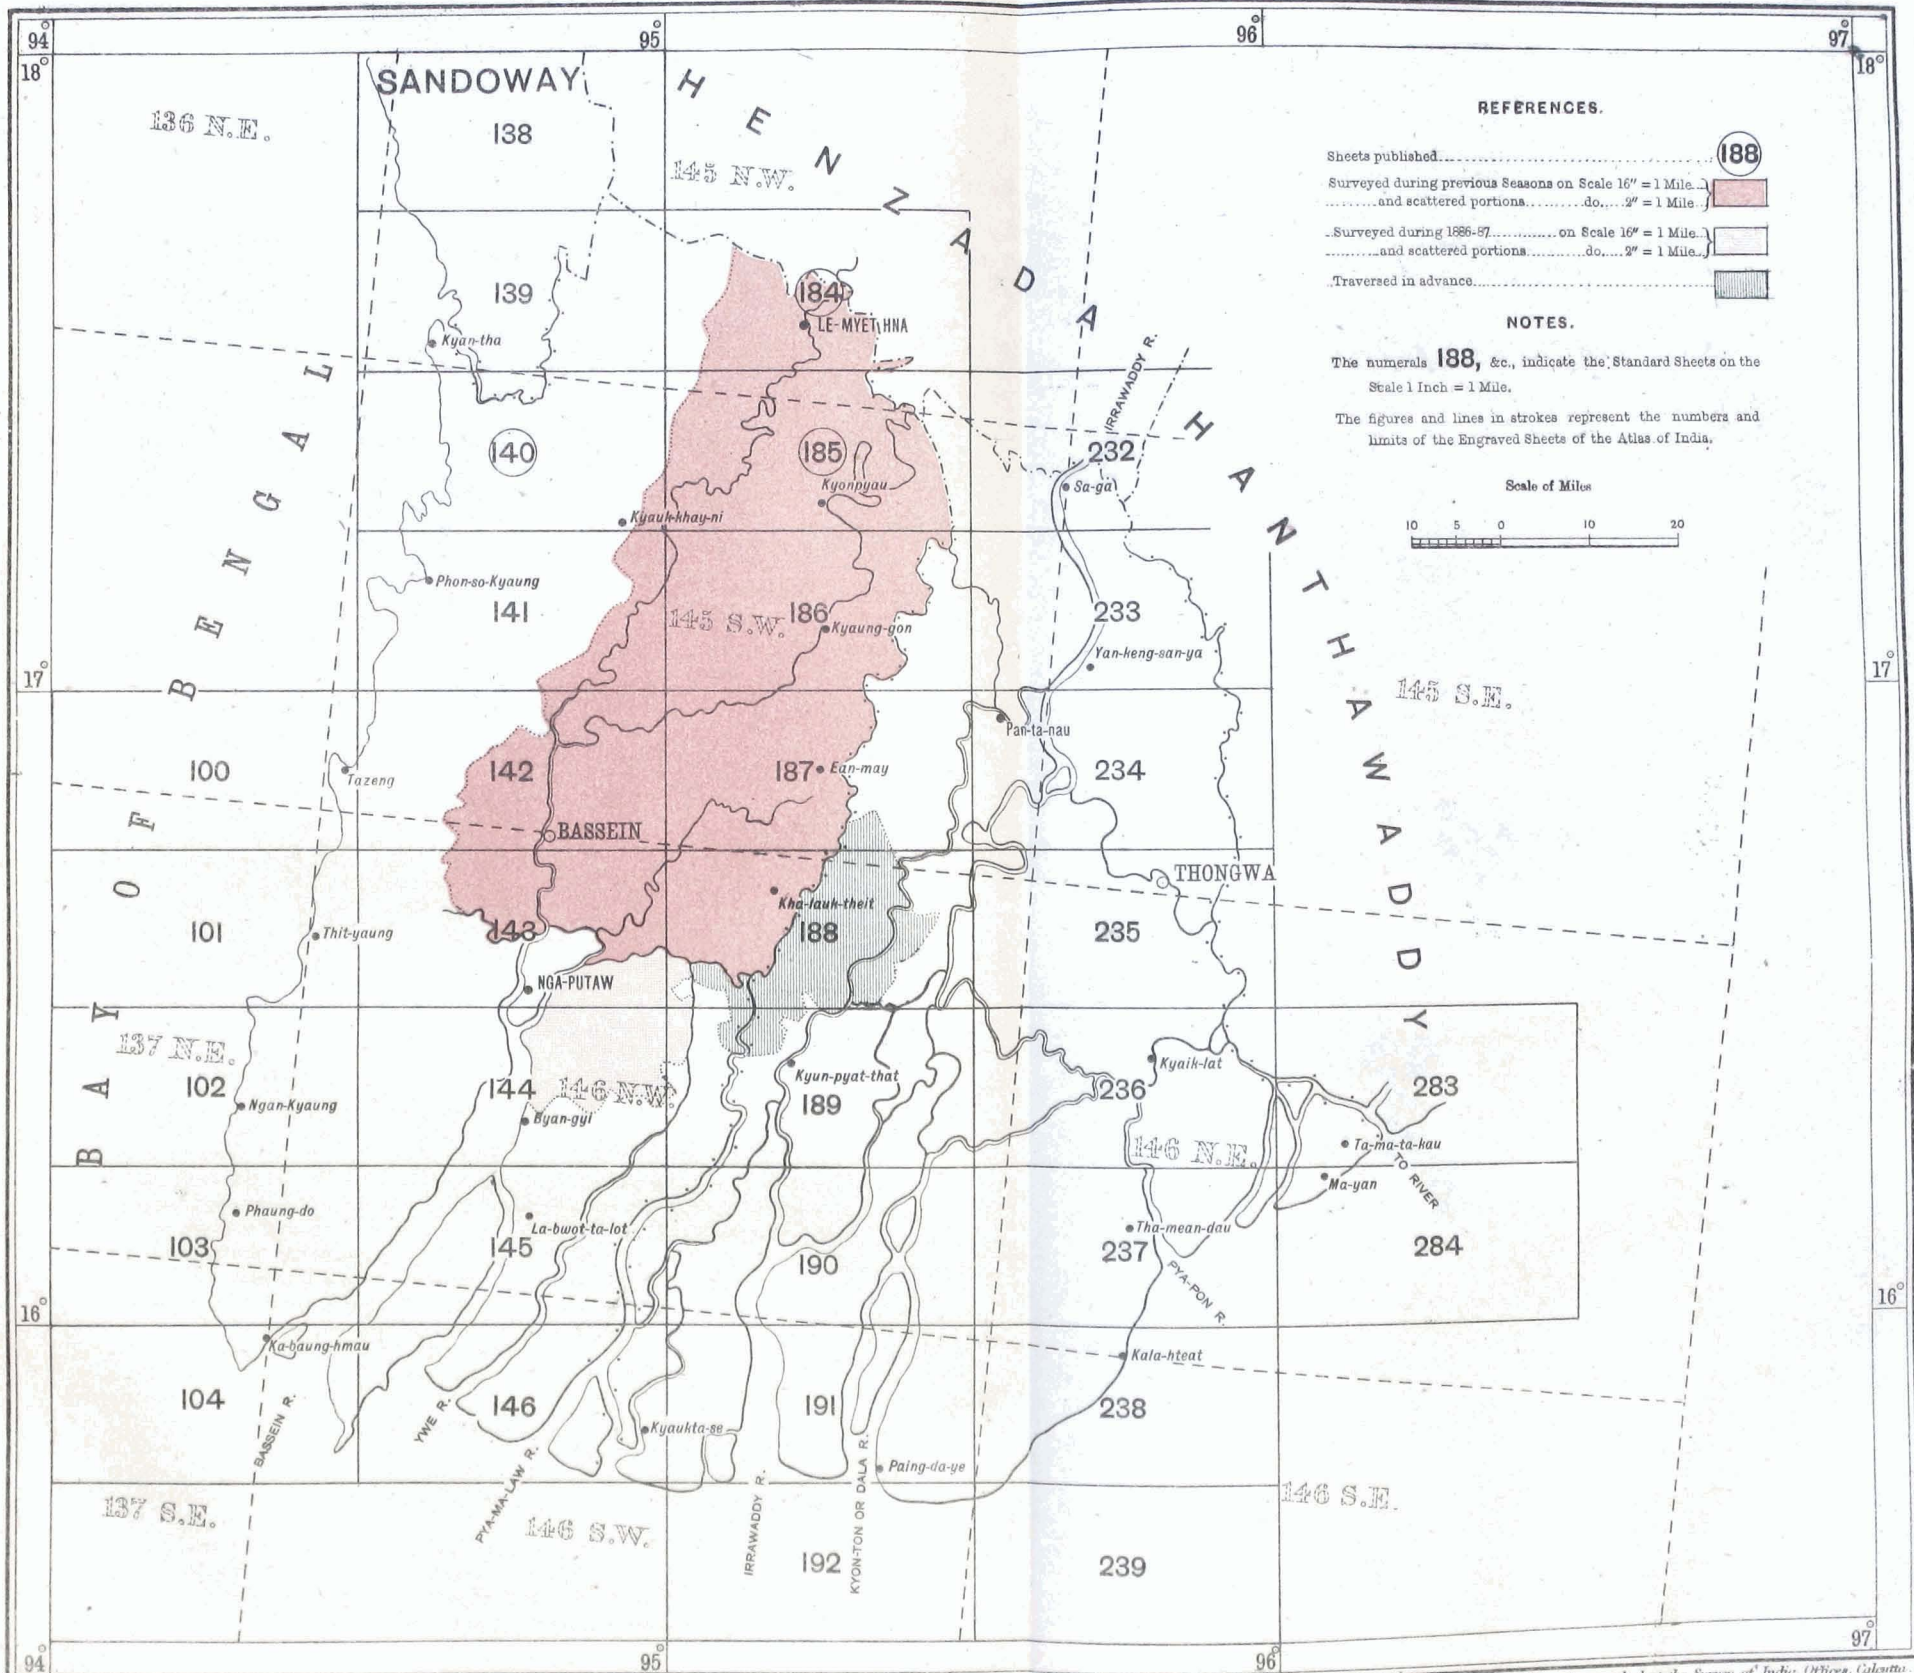 94° 95° 96° 97°
18° 18°
SANDOWAY
HENZADA
136 N.E.
138
145 N.W.
REFERENCES.
Sheets published 188
Surveyed during previous Seasons on Scale 16" = 1 Mile
and scattered portions do. 2" = 1 Mile
Surveyed during 1886-87 on Scale 16" = 1 Mile
and scattered portions do. 2" = 1 Mile
Traversed in advance
NOTES.
The numerals 188, &c., indicate the Standard Sheets on the
Scale 1 Inch = 1 Mile.
The figures and lines in strokes represent the numbers and
limits of the Engraved Sheets of the Atlas of India.
Scale of Miles
10 5 0 10 20
139
184
LE-MYET HNA
Kyan-tha
IRRAWADDY R.
HANTHAWADDY
BAY OF BENGAL
140
185
232
Kyonpyau
Sa-ga
Kyauk-khay-ni
Phon-so-Kyaung
141
145 S.W.
186
Kyaung-gon
233
Yan-keng-san-ya
17° 17°
145 S.E.
Pan-ta-nau
100
Tazeng
142
187
Ean-may
234
BASSEIN
THONGWA
Kha-lauk-theit
101
Thit-yaung
143
188
235
NGA-PUTAW
137 N.E.
102
Ngan-Kyaung
144
146 N.W.
Byan-gyi
Kyun-pyat-that
189
236
Kyaik-lat
283
146 N.E.
Ta-ma-ta-kau
Ma-yan
TO RIVER
Phaung-do
La-bwot-ta-lot
Tha-mean-dau
103
145
190
237
284
PYA-PON R.
16° 16°
Ka-baung-hmau
Kala-hteat
104
BASSEIN R.
YWE R.
146
Kyaukta-se
191
238
PYA-MA-LAW R.
IRRAWADDY R.
KYON-TON OR DALA R.
Paing-da-ye
137 S.E.
146 S.W.
146 S.E.
192
239
94° 95° 96° 97°
Survey of India Offices, Calcutta